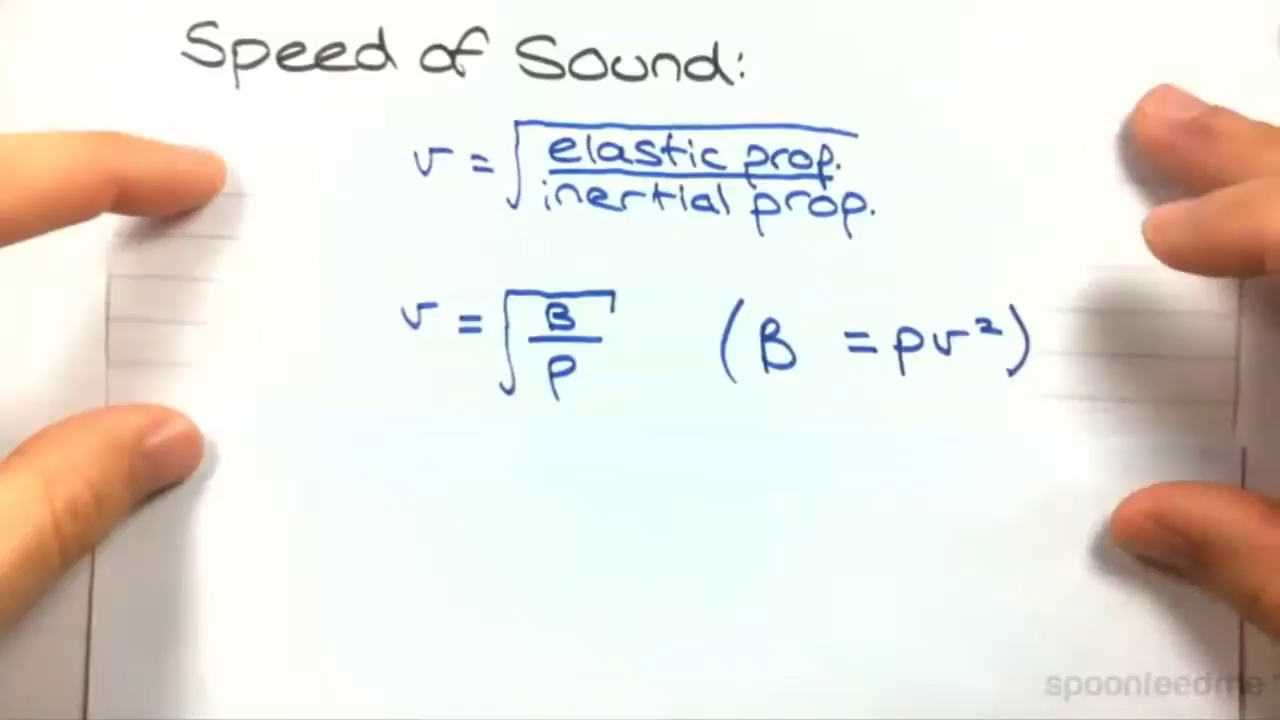 Speed of Sound:
v = √(elastic prop. / inertial prop.)
v = √(B / ρ) (B = ρv²)
spoonfeedme